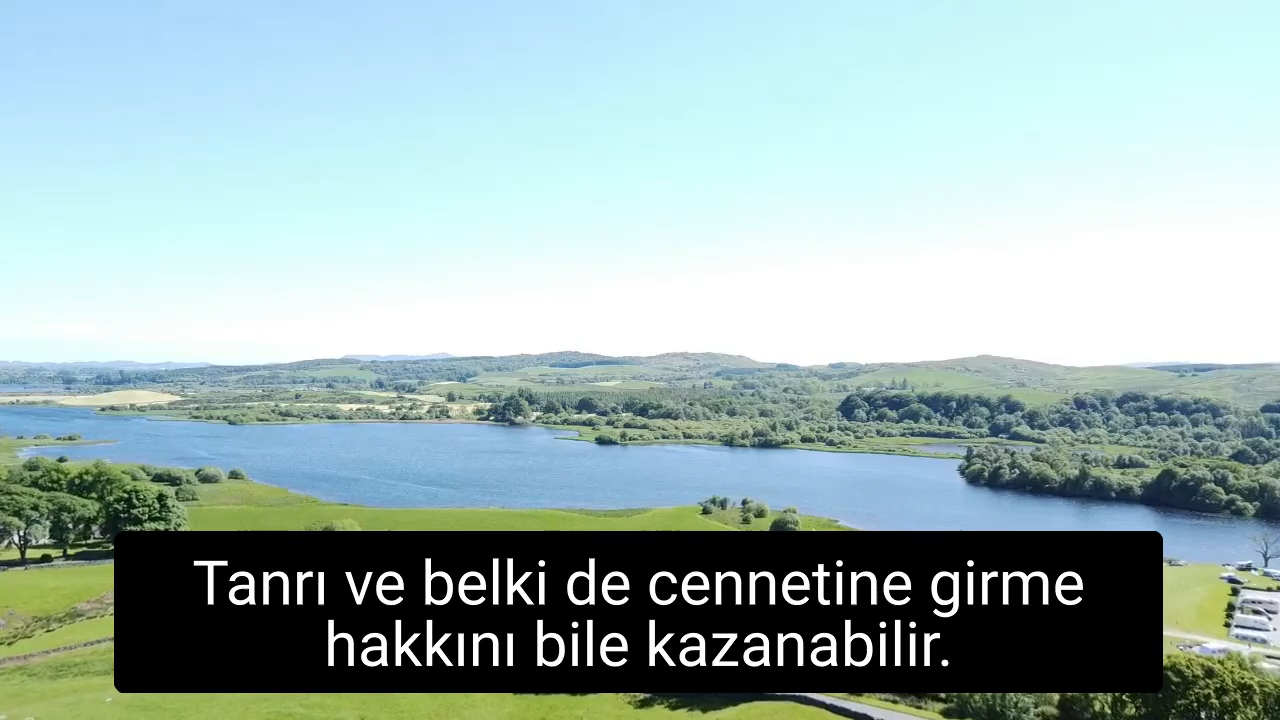 Tanrı ve belki de cennetine girme
hakkını bile kazanabilir.